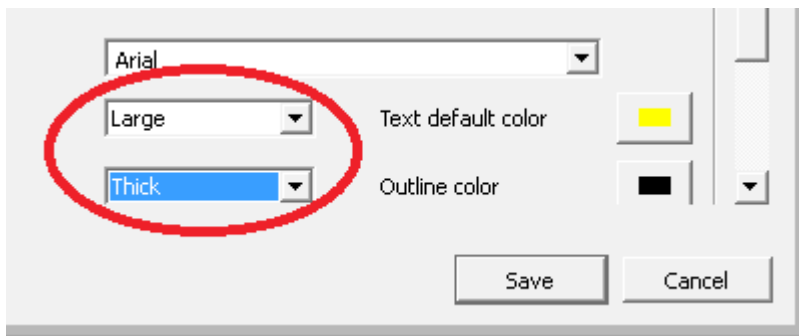 Arial
Large
Text default color
Thick
Outline color
Save
Cancel